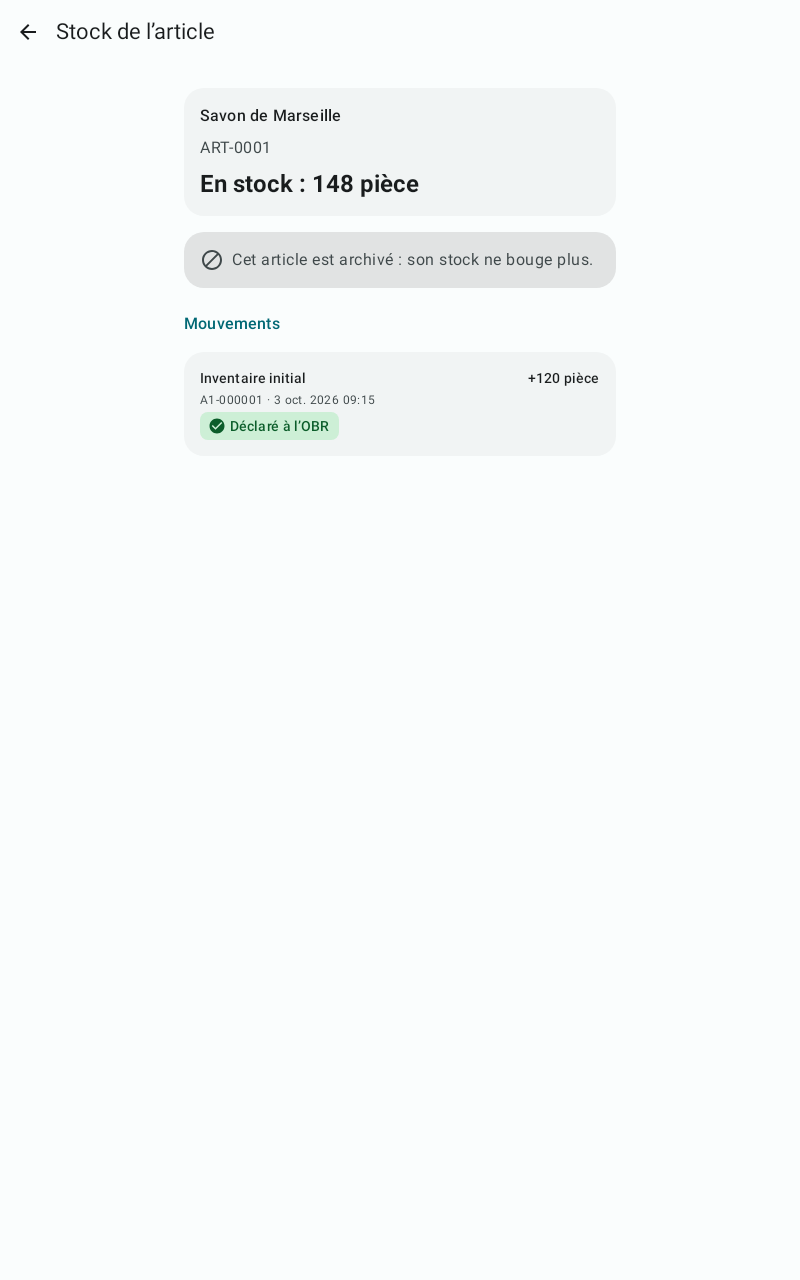 Stock de l’article
Savon de Marseille
ART-0001
En stock : 148 pièce
Cet article est archivé : son stock ne bouge plus.
Mouvements
Inventaire initial +120 pièce
A1-000001 · 3 oct. 2026 09:15
Déclaré à l’OBR